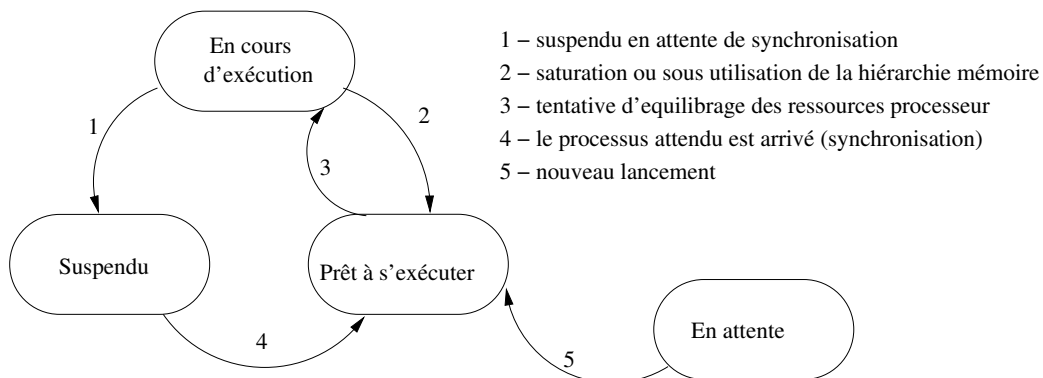 En cours
d'exécution
1 – suspendu en attente de synchronisation
2 – saturation ou sous utilisation de la hiérarchie mémoire
3 – tentative d'equilibrage des ressources processeur
4 – le processus attendu est arrivé (synchronisation)
5 – nouveau lancement
1
2
3
Suspendu
Prêt à s'exécuter
En attente
4
5